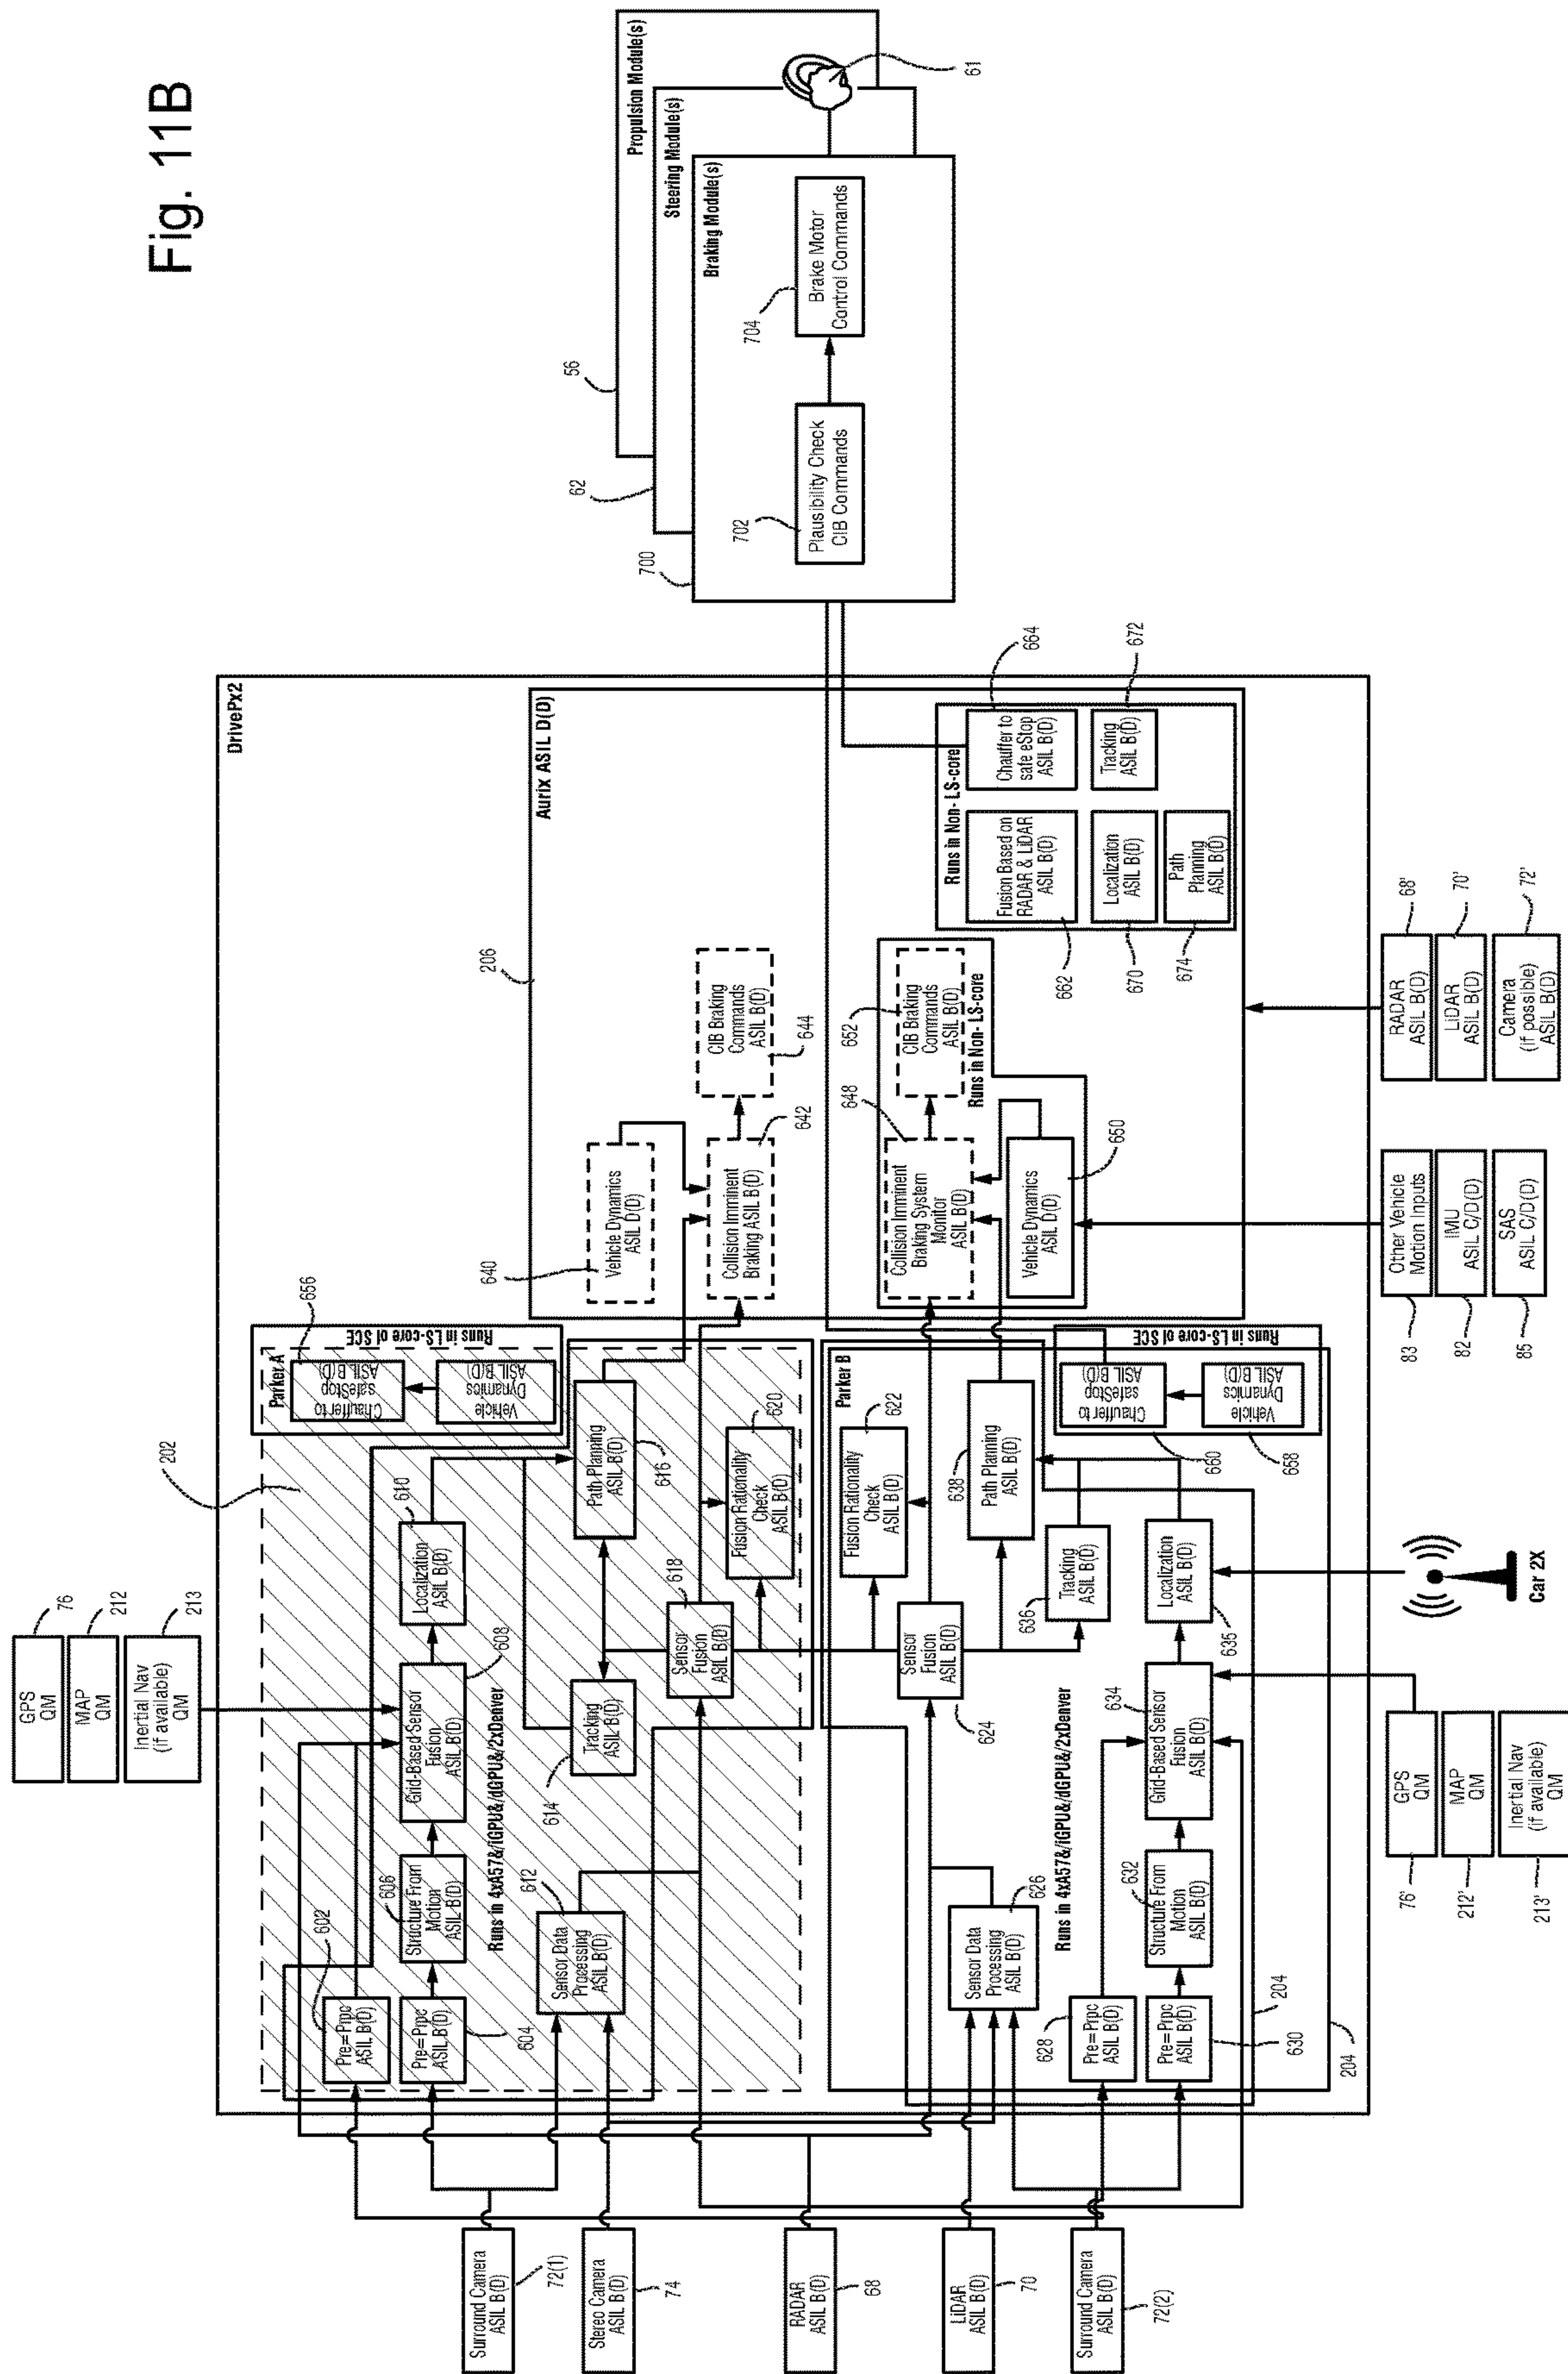 Fig. 11B
Propulsion Module(s)
Steering Module(s)
Braking Module(s)
56
62
700
61
Plausibility Check
CIB Commands
702
Brake Motor
Control Commands
704
DrivePx2
Aurix ASIL D(D)
206
GPS
QM
76
MAP
QM
212
Inertial Nav
(if available)
QM
213
202
Parker A
Runs in LS-core of SCE
Chauffer to
safeStop
ASIL B(D)
656
Vehicle
Dynamics
ASIL B(D)
Pre=Prpc
ASIL B(D)
602
Pre=Prpc
ASIL B(D)
604
Structure From
Motion
ASIL B(D)
606
Grid-Based Sensor
Fusion
ASIL B(D)
608
Localization
ASIL B(D)
610
Runs in 4xA57&/iGPU&/dGPU&/2xDenver
Sensor Data
Processing
ASIL B(D)
612
Tracking
ASIL B(D)
614
Path Planning
ASIL B(D)
616
Sensor
Fusion
ASIL B(D)
618
Fusion Rationality
Check
ASIL B(D)
620
Vehicle Dynamics
ASIL D(D)
640
Collision Imminent
Braking ASIL B(D)
642
CIB Braking
Commands
ASIL B(D)
644
Parker B
Fusion Rationality
Check
ASIL B(D)
622
Sensor
Fusion
ASIL B(D)
624
Sensor Data
Processing
ASIL B(D)
626
Path Planning
ASIL B(D)
638
Tracking
ASIL B(D)
636
Runs in 4xA57&/iGPU&/dGPU&/2xDenver
Pre=Prpc
ASIL B(D)
628
Pre=Prpc
ASIL B(D)
630
Structure From
Motion
ASIL B(D)
632
Grid-Based Sensor
Fusion
ASIL B(D)
634
Localization
ASIL B(D)
635
204
204
Runs in LS-core of SCE
Chauffer to
safeStop
ASIL B(D)
660
Vehicle
Dynamics
ASIL B(D)
658
Collision Imminent
Braking System
Monitor
ASIL B(D)
648
CIB Braking
Commands
ASIL B(D)
652
Runs in Non- LS-core
Vehicle Dynamics
ASIL D(D)
650
Runs in Non- LS-core
Fusion Based on
RADAR & LiDAR
ASIL B(D)
662
Chauffer to
safe eStop
ASIL B(D)
664
Localization
ASIL B(D)
670
Tracking
ASIL B(D)
672
Path
Planning
ASIL B(D)
674
Surround Camera
ASIL B(D)
72(1)
Stereo Camera
ASIL B(D)
74
RADAR
ASIL B(D)
68
LiDAR
ASIL B(D)
70
Surround Camera
ASIL B(D)
72(2)
GPS
QM
76'
MAP
QM
212'
Inertial Nav
(if available)
QM
213'
Car 2X
Other Vehicle
Motion Inputs
83
IMU
ASIL C/D(D)
82
SAS
ASIL C/D(D)
85
RADAR
ASIL B(D)
68'
LiDAR
ASIL B(D)
70'
Camera
(if possible)
ASIL B(D)
72'